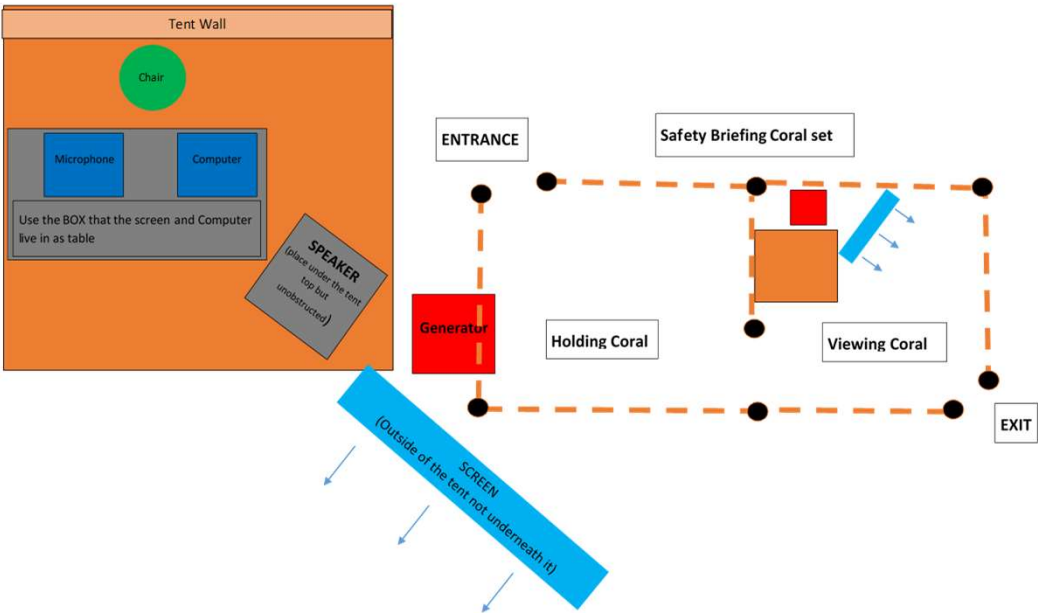 Tent Wall
Chair
Microphone
Computer
Use the BOX that the screen and Computer
live in as table
SPEAKER
(place under the tent
top but
unobstructed)
Generator
SCREEN
(Outside of the tent not underneath it)
ENTRANCE
Safety Briefing Coral set
Holding Coral
Viewing Coral
EXIT